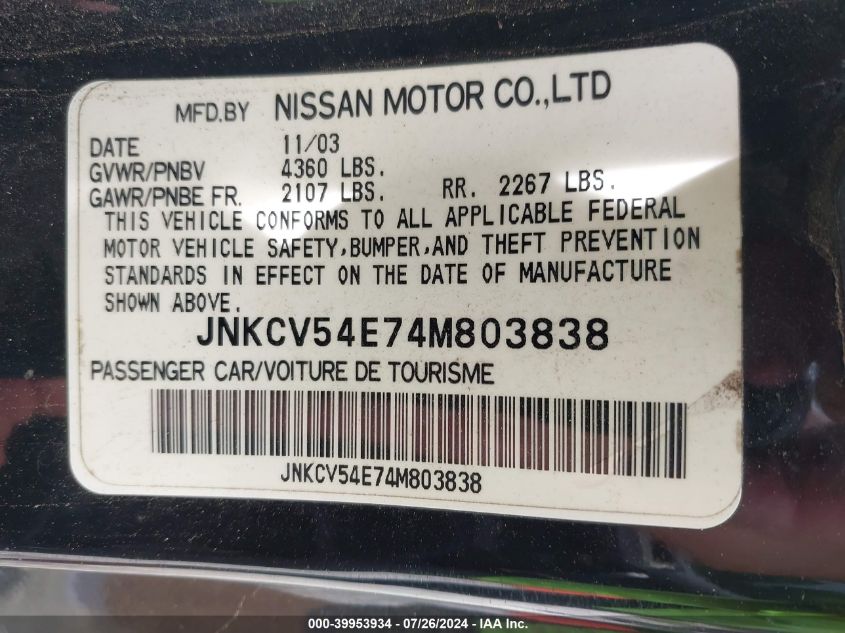 MFD.BY NISSAN MOTOR CO.,LTD
DATE 11/03
GVWR/PNBV 4360 LBS.
GAWR/PNBE FR. 2107 LBS. RR. 2267 LBS.
THIS VEHICLE CONFORMS TO ALL APPLICABLE FEDERAL
MOTOR VEHICLE SAFETY,BUMPER,AND THEFT PREVENTION
STANDARDS IN EFFECT ON THE DATE OF MANUFACTURE
SHOWN ABOVE.
JNKCV54E74M803838
PASSENGER CAR/VOITURE DE TOURISME
JNKCV54E74M803838
000-39953934 - 07/26/2024 - IAA Inc.